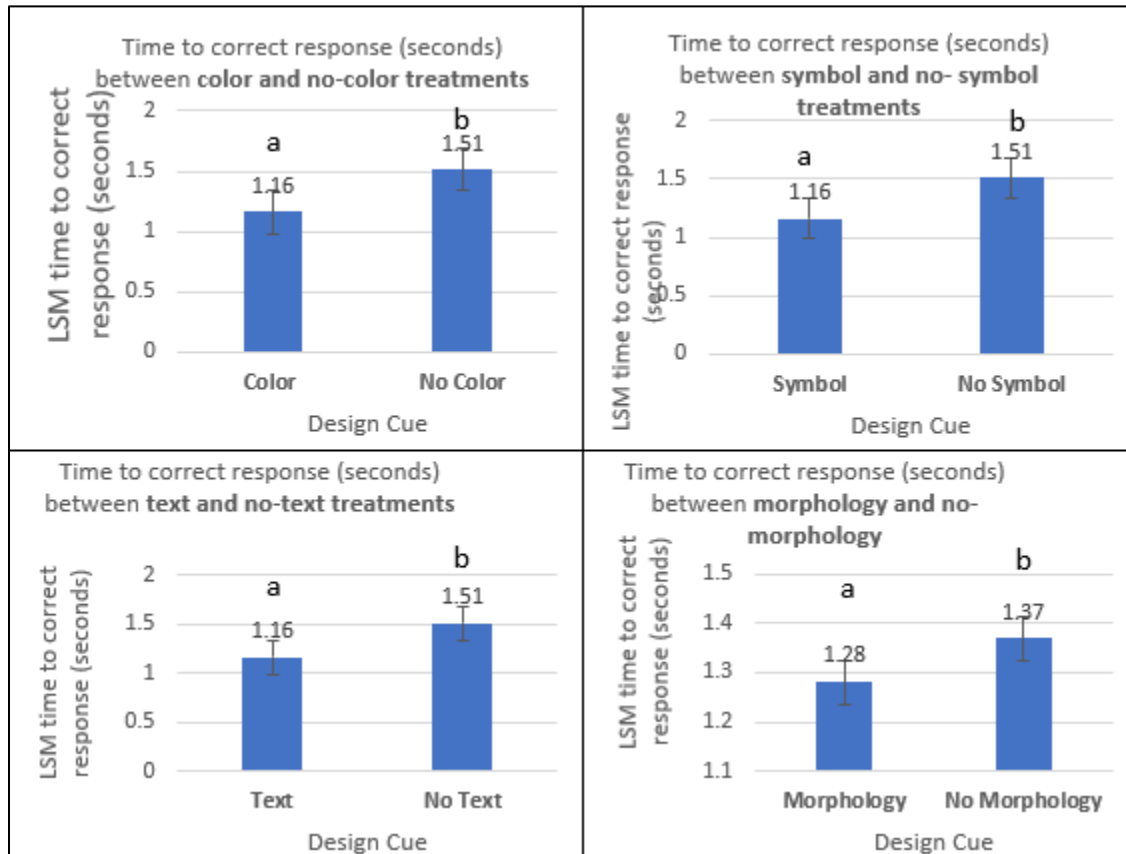 Time to correct response (seconds)
between color and no-color treatments
LSM time to correct
response (seconds)
2
1.5
1
0.5
0
a
1.16
b
1.51
Color
No Color
Design Cue
Time to correct response (seconds)
between symbol and no- symbol
treatments
LSM time to correct response
(seconds)
2
1.5
1
0.5
0
a
1.16
b
1.51
Symbol
No Symbol
Design Cue
Time to correct response (seconds)
between text and no-text treatments
LSM time to correct
response (seconds)
2
1.5
1
0.5
0
a
1.16
b
1.51
Text
No Text
Design Cue
Time to correct response (seconds)
between morphology and no-
morphology
LSM time to correct
response (seconds)
1.5
1.4
1.3
1.2
1.1
a
1.28
b
1.37
Morphology
No Morphology
Design Cue